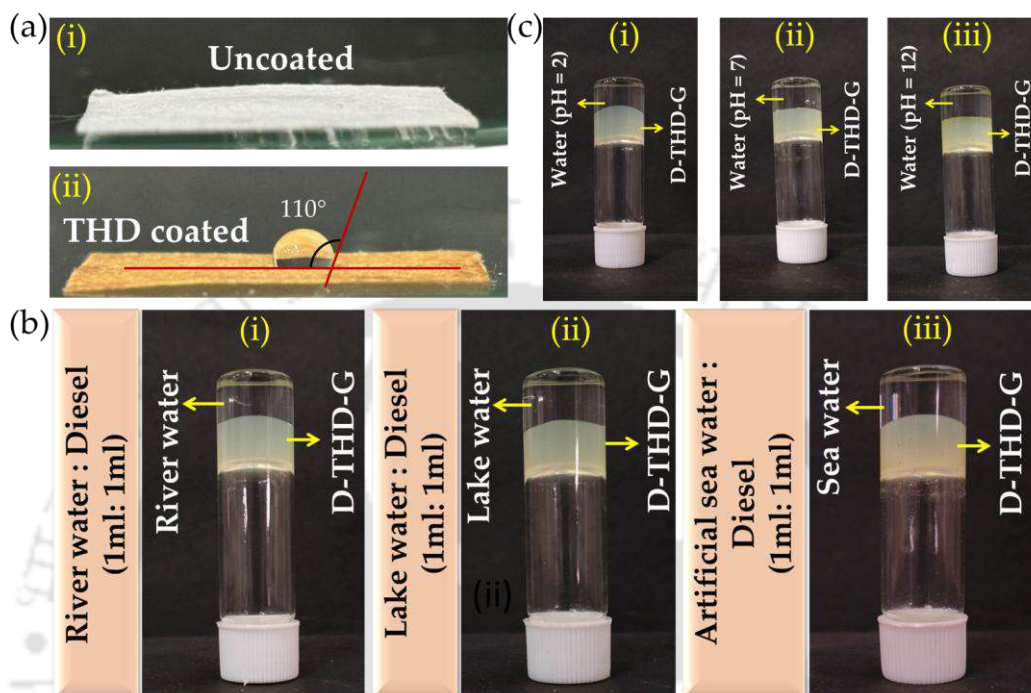 (a)
(i)
Uncoated
(ii)
110°
THD coated
(c)
(i)
Water (pH = 2)
D-THD-G
(ii)
Water (pH = 7)
D-THD-G
(iii)
Water (pH = 12)
D-THD-G
(b)
River water : Diesel
(1ml: 1ml)
(i)
River water
D-THD-G
Lake water : Diesel
(1ml: 1ml)
(ii)
Lake water
D-THD-G
(ii)
Artificial sea water :
Diesel
(1ml: 1ml)
(iii)
Sea water
D-THD-G